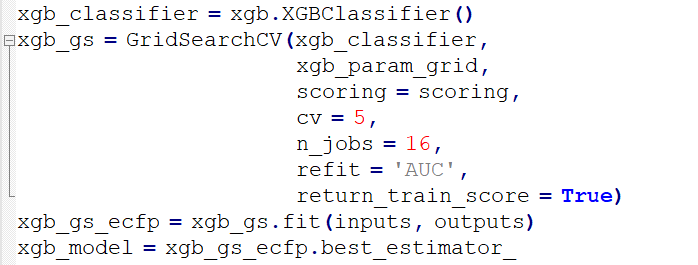 xgb_classifier = xgb.XGBClassifier()
xgb_gs = GridSearchCV(xgb_classifier,
xgb_param_grid,
scoring = scoring,
cv = 5,
n_jobs = 16,
refit = 'AUC',
return_train_score = True)
xgb_gs_ecfp = xgb_gs.fit(inputs, outputs)
xgb_model = xgb_gs_ecfp.best_estimator_